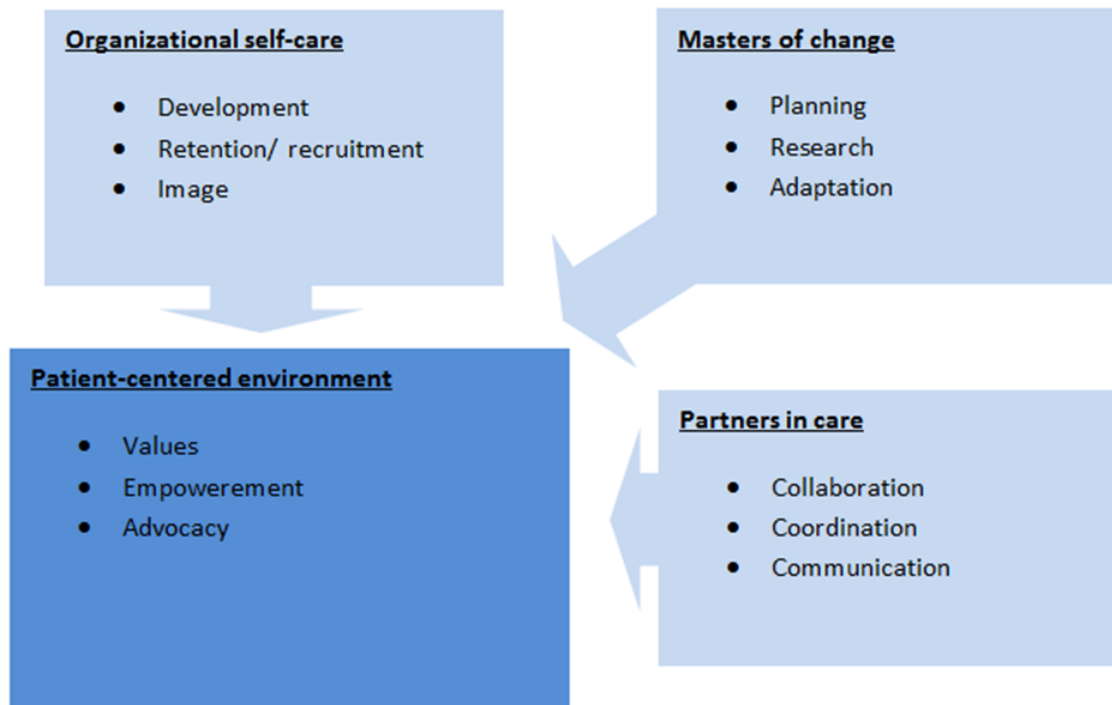 Organizational self-care
• Development
• Retention/ recruitment
• Image
Masters of change
• Planning
• Research
• Adaptation
Patient-centered environment
• Values
• Empowerement
• Advocacy
Partners in care
• Collaboration
• Coordination
• Communication